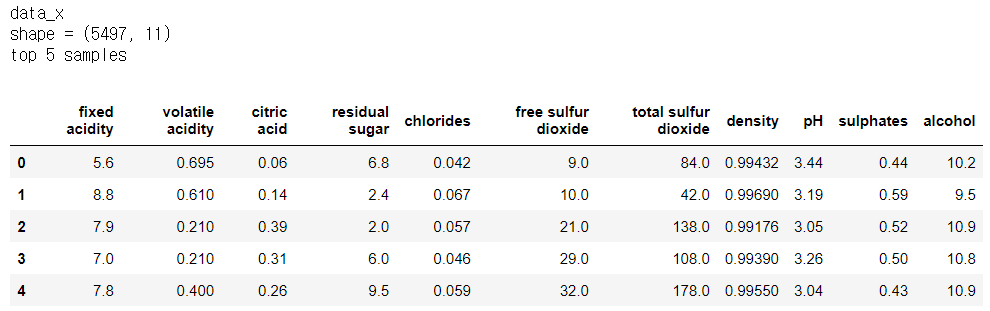 data_x
shape = (5497, 11)
top 5 samples
fixed acidity volatile acidity citric acid residual sugar chlorides free sulfur dioxide total sulfur dioxide density pH sulphates alcohol
0 5.6 0.695 0.06 6.8 0.042 9.0 84.0 0.99432 3.44 0.44 10.2
1 8.8 0.610 0.14 2.4 0.067 10.0 42.0 0.99690 3.19 0.59 9.5
2 7.9 0.210 0.39 2.0 0.057 21.0 138.0 0.99176 3.05 0.52 10.9
3 7.0 0.210 0.31 6.0 0.046 29.0 108.0 0.99390 3.26 0.50 10.8
4 7.8 0.400 0.26 9.5 0.059 32.0 178.0 0.99550 3.04 0.43 10.9